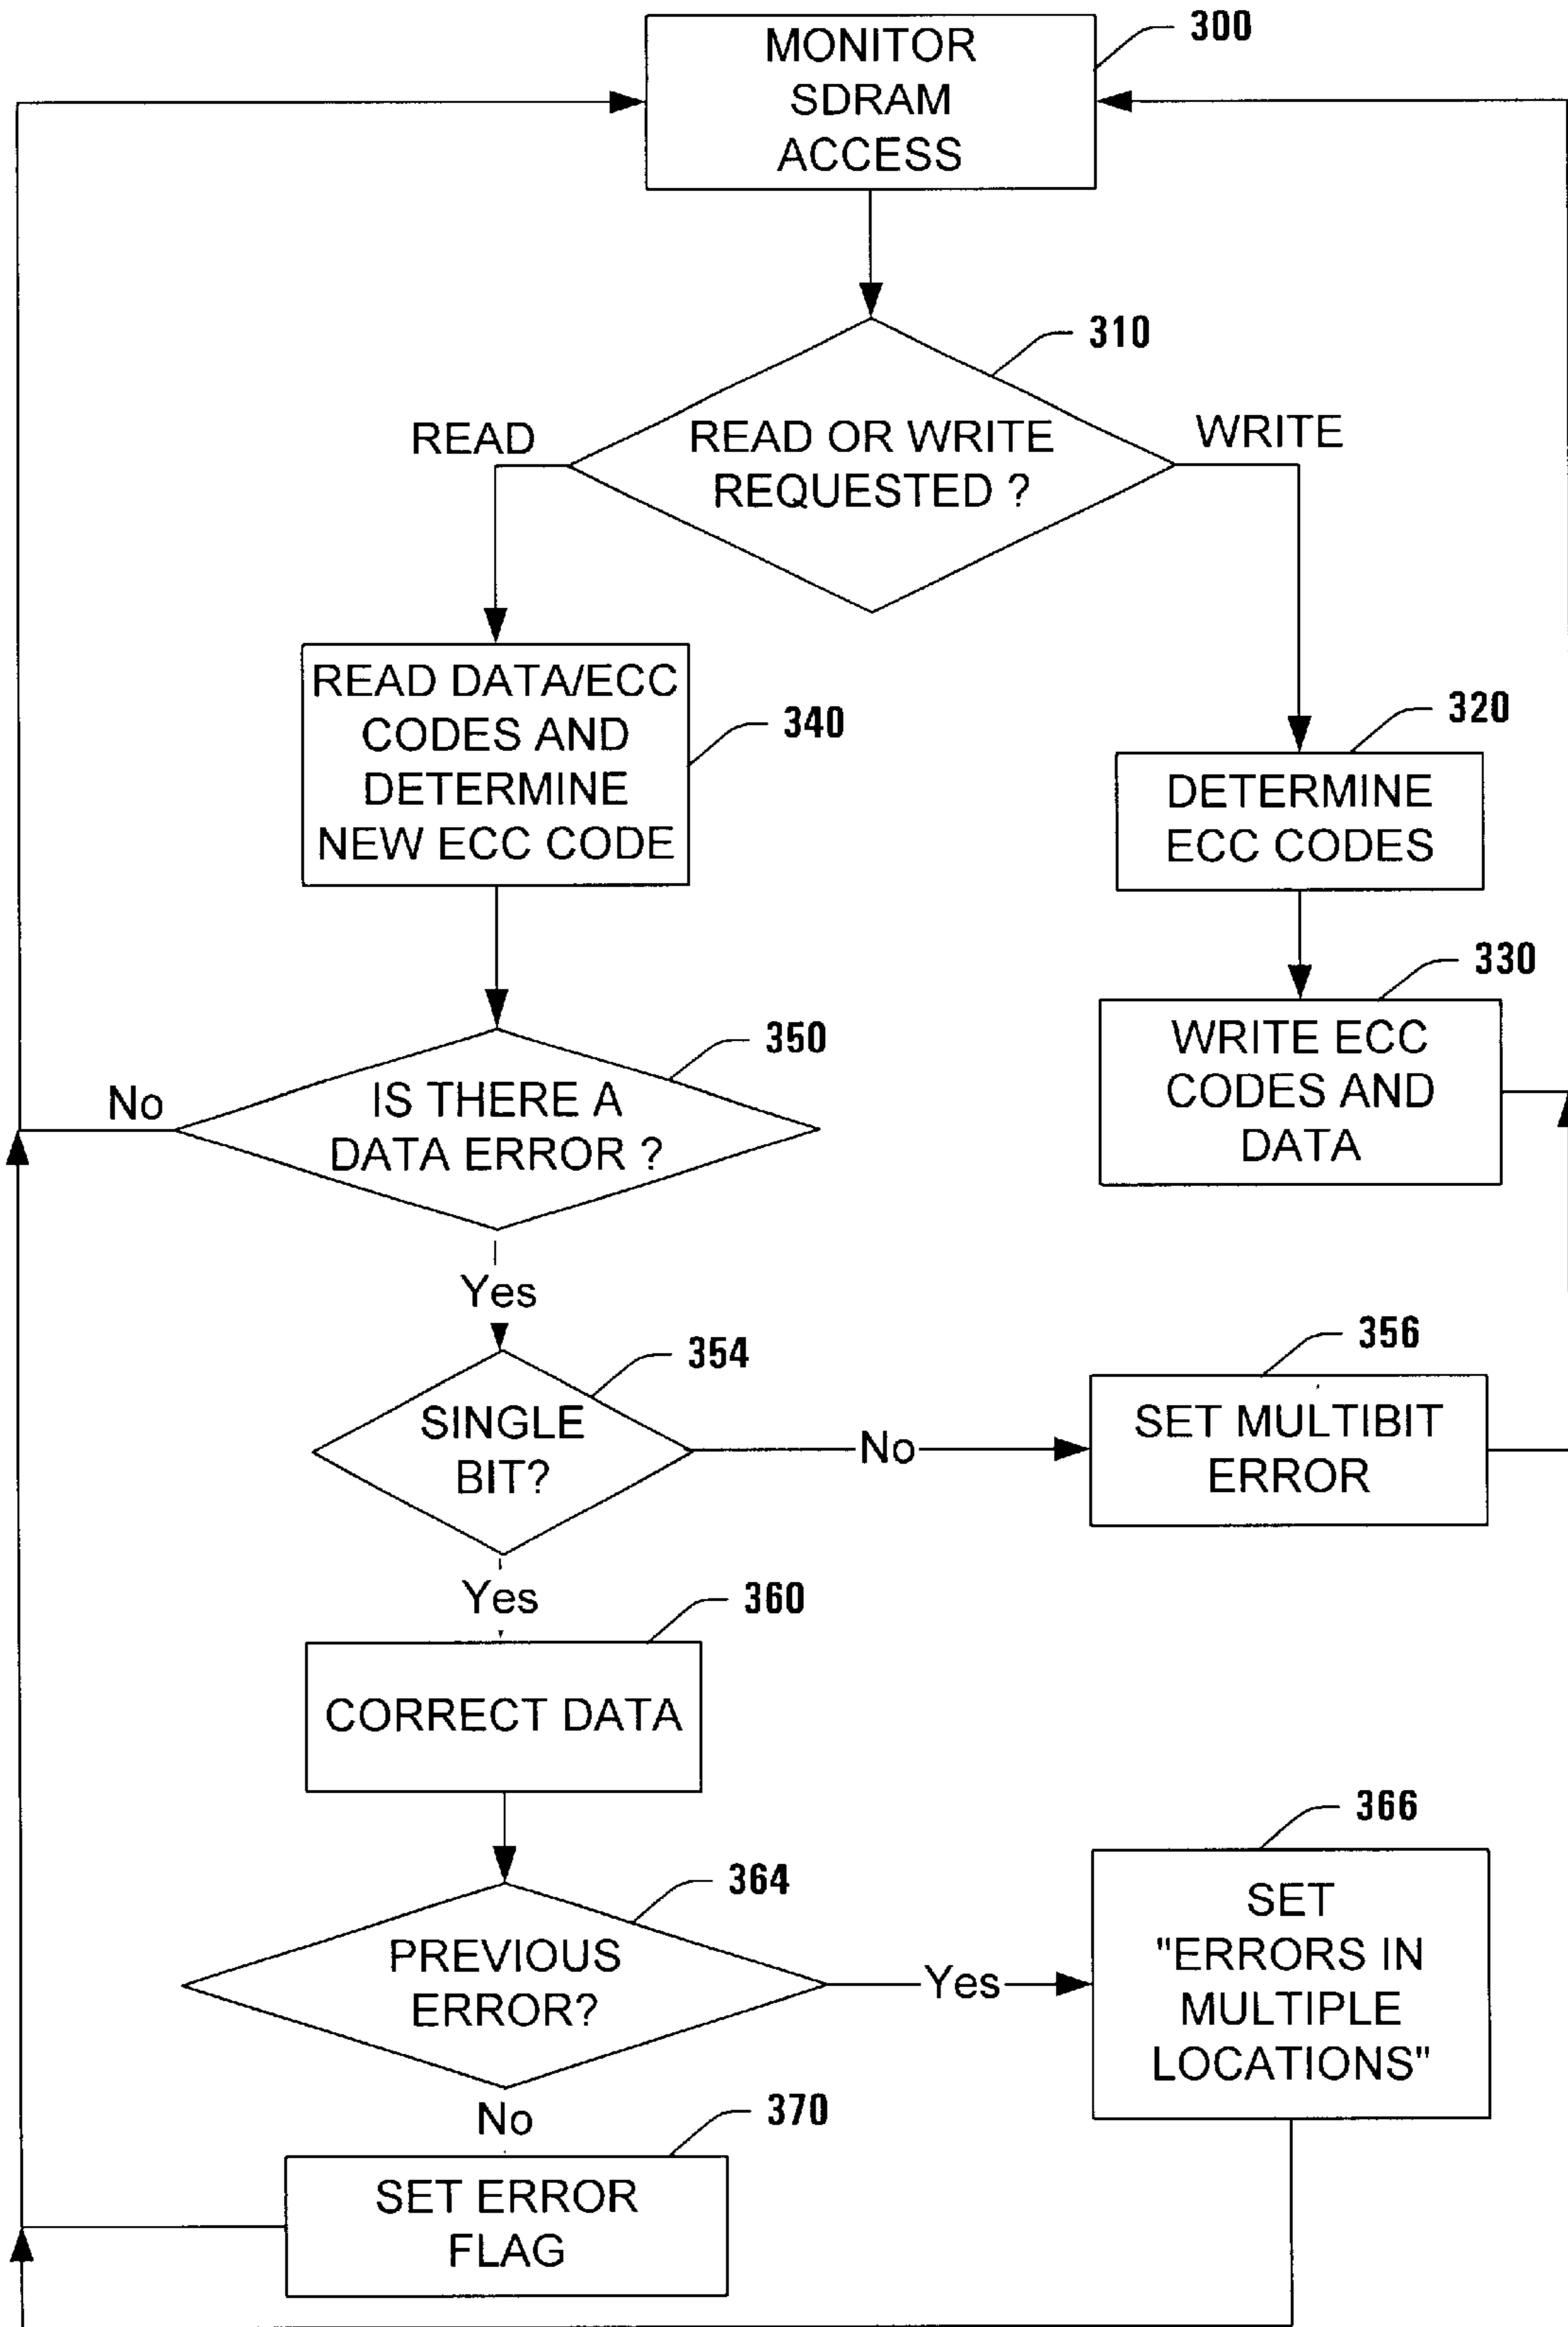 300
MONITOR
SDRAM
ACCESS
310
READ
READ OR WRITE
REQUESTED ?
WRITE
READ DATA/ECC
CODES AND
DETERMINE
NEW ECC CODE
340
320
DETERMINE
ECC CODES
330
WRITE ECC
CODES AND
DATA
350
No
IS THERE A
DATA ERROR ?
Yes
354
SINGLE
BIT?
No
356
SET MULTIBIT
ERROR
Yes
360
CORRECT DATA
364
PREVIOUS
ERROR?
Yes
366
SET
"ERRORS IN
MULTIPLE
LOCATIONS"
No
370
SET ERROR
FLAG